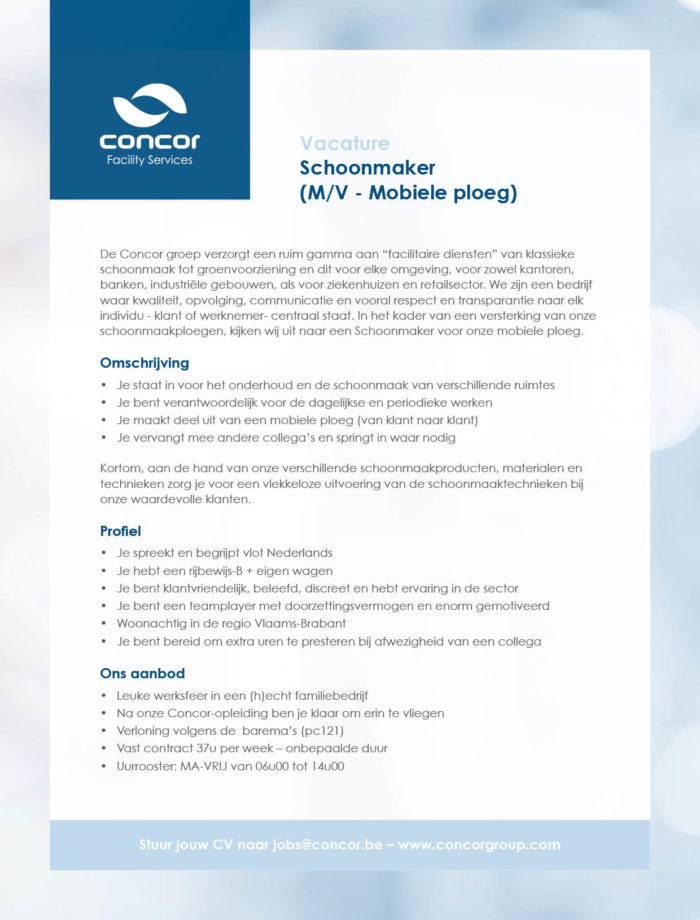 concor
Facility Services
Vacature
Schoonmaker
(M/V - Mobiele ploeg)
De Concor groep verzorgt een ruim gamma aan “facilitaire diensten” van klassieke
schoonmaak tot groenvoorziening en dit voor elke omgeving, voor zowel kantoren,
banken, industriële gebouwen, als voor ziekenhuizen en retailsector. We zijn een bedrijf
waar kwaliteit, opvolging, communicatie en vooral respect en transparantie naar elk
individu - klant of werknemer- centraal staat. In het kader van een versterking van onze
schoonmaakploegen, kijken wij uit naar een Schoonmaker voor onze mobiele ploeg.
Omschrijving
• Je staat in voor het onderhoud en de schoonmaak van verschillende ruimtes
• Je bent verantwoordelijk voor de dagelijkse en periodieke werken
• Je maakt deel uit van een mobiele ploeg (van klant naar klant)
• Je vervangt mee andere collega’s en springt in waar nodig
Kortom, aan de hand van onze verschillende schoonmaakproducten, materialen en
technieken zorg je voor een vlekkeloze uitvoering van de schoonmaaktechnieken bij
onze waardevolle klanten.
Profiel
• Je spreekt en begrijpt vlot Nederlands
• Je hebt een rijbewijs-B + eigen wagen
• Je bent klantvriendelijk, beleefd, discreet en hebt ervaring in de sector
• Je bent een teamplayer met doorzettingsvermogen en enorm gemotiveerd
• Woonachtig in de regio Vlaams-Brabant
• Je bent bereid om extra uren te presteren bij afwezigheid van een collega
Ons aanbod
• Leuke werksfeer in een (h)echt familiebedrijf
• Na onze Concor-opleiding ben je klaar om erin te vliegen
• Verloning volgens de barema’s (pc121)
• Vast contract 37u per week – onbepaalde duur
• Uurrooster: MA-VRIJ van 06u00 tot 14u00
Stuur jouw CV naar jobs@concor.be – www.concorgroup.com